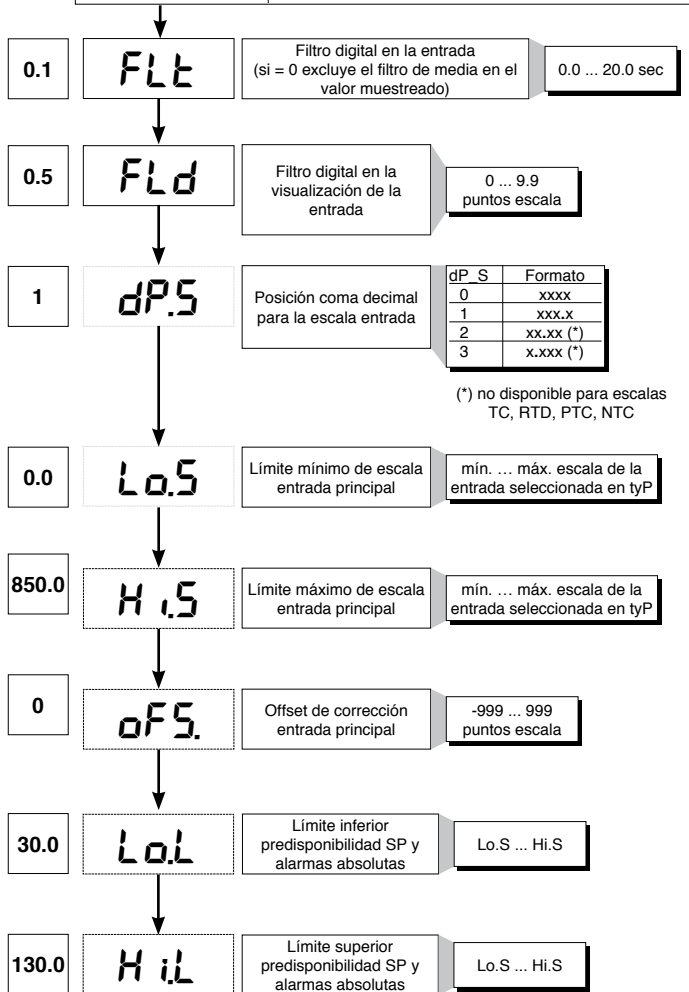 0.1
FLt
Filtro digital en la entrada
(si = 0 excluye el filtro de media en el
valor muestreado)
0.0 ... 20.0 sec
0.5
FLd
Filtro digital en la
visualización de la
entrada
0 ... 9.9
puntos escala
1
dP.S
Posición coma decimal
para la escala entrada
dP_S Formato
0 xxxx
1 xxx.x
2 xx.xx (*)
3 x.xxx (*)
(*) no disponible para escalas
TC, RTD, PTC, NTC
0.0
Lo.S
Límite mínimo de escala
entrada principal
mín. … máx. escala de la
entrada seleccionada en tyP
850.0
Hi.S
Límite máximo de escala
entrada principal
mín. … máx. escala de la
entrada seleccionada en tyP
0
oFS.
Offset de corrección
entrada principal
-999 ... 999
puntos escala
30.0
Lo.L
Límite inferior
predisponibilidad SP y
alarmas absolutas
Lo.S ... Hi.S
130.0
Hi.L
Límite superior
predisponibilidad SP y
alarmas absolutas
Lo.S ... Hi.S